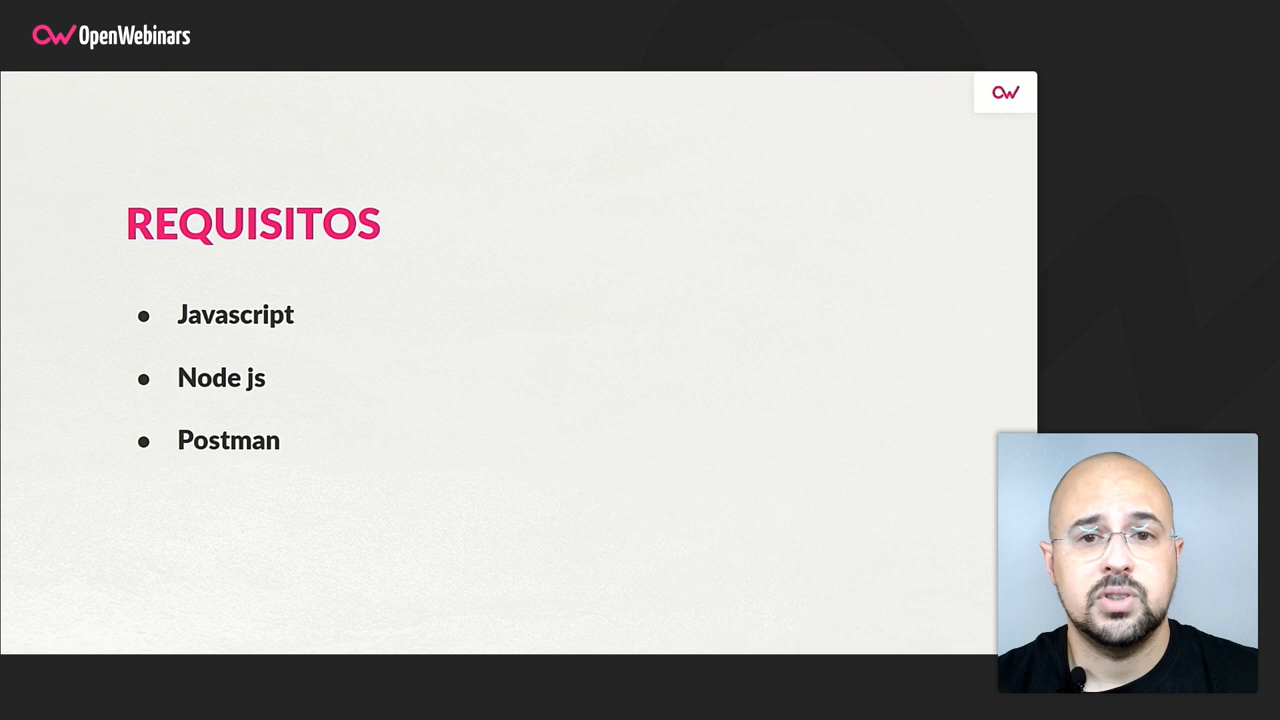 OpenWebinars
REQUISITOS
● Javascript
● Node js
● Postman